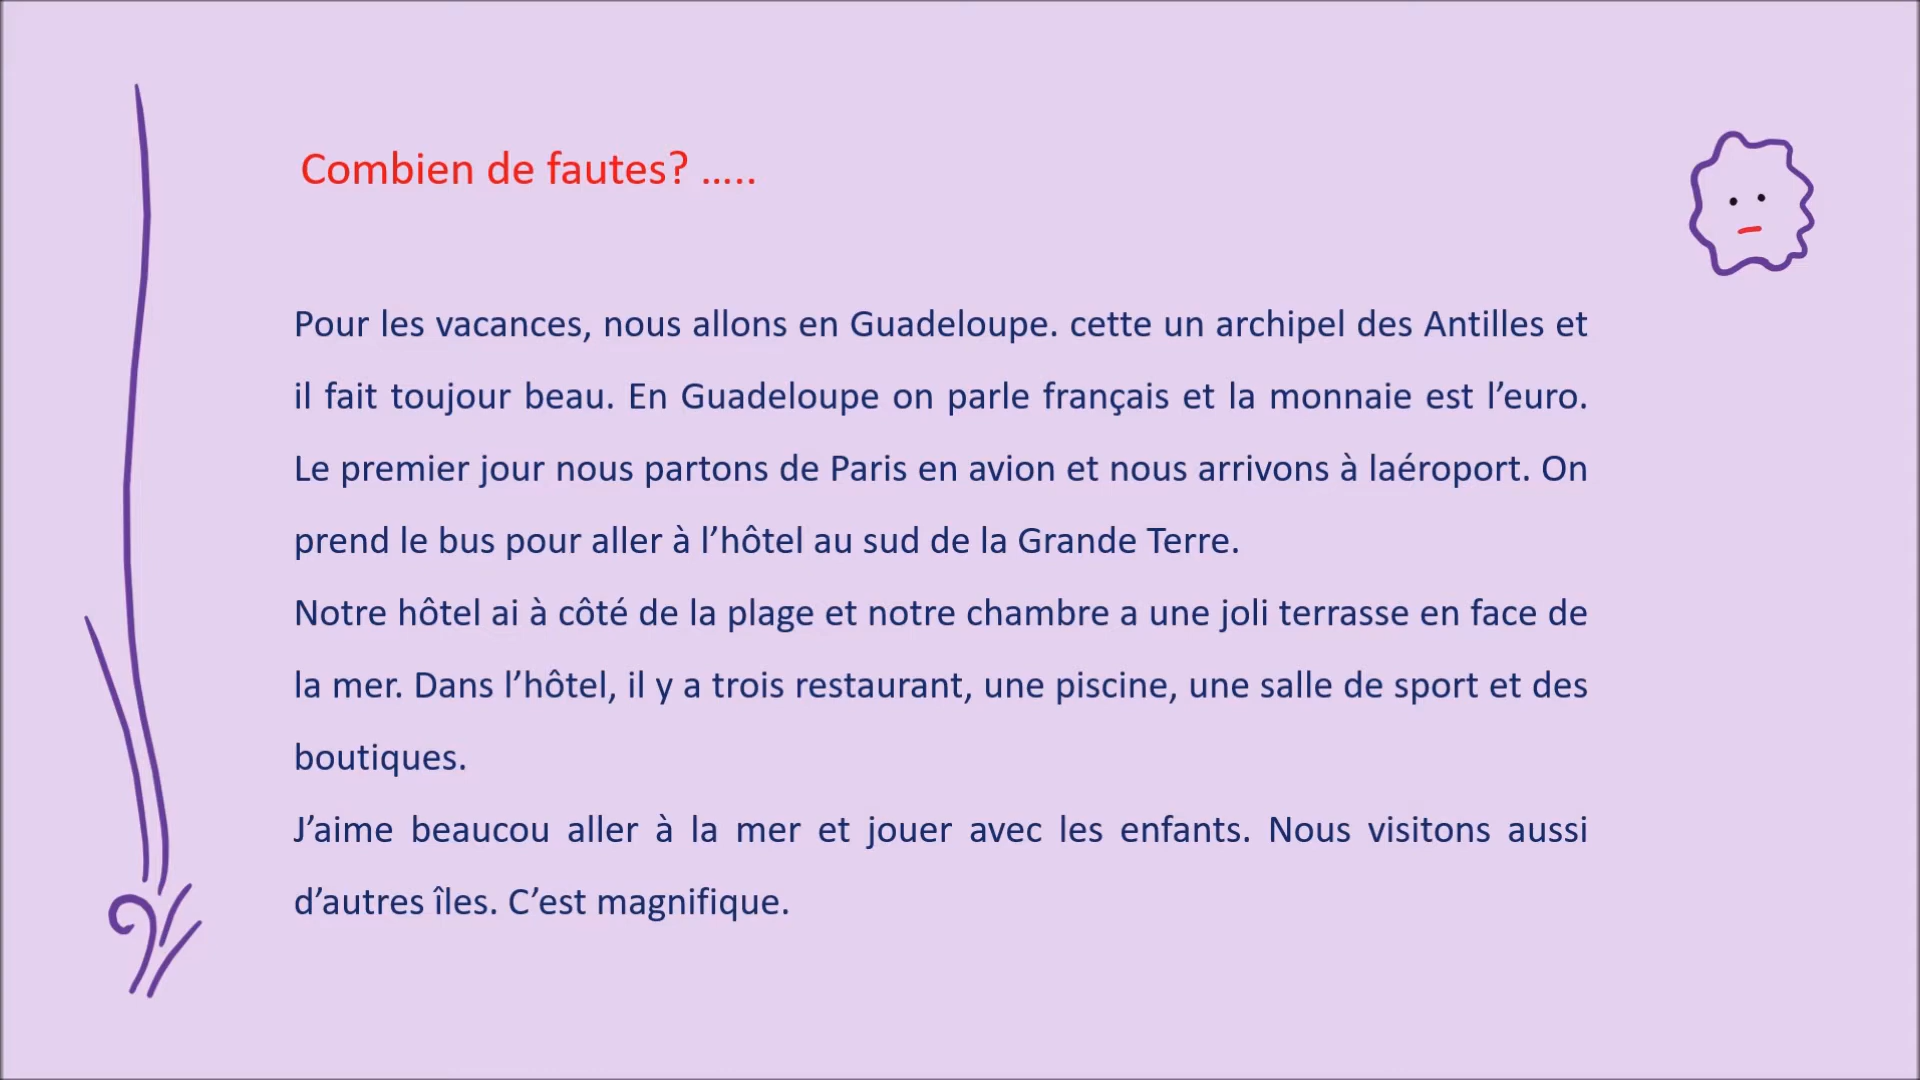 Combien de fautes? …..
Pour les vacances, nous allons en Guadeloupe. cette un archipel des Antilles et
il fait toujour beau. En Guadeloupe on parle français et la monnaie est l’euro.
Le premier jour nous partons de Paris en avion et nous arrivons à laéroport. On
prend le bus pour aller à l’hôtel au sud de la Grande Terre.
Notre hôtel ai à côté de la plage et notre chambre a une joli terrasse en face de
la mer. Dans l’hôtel, il y a trois restaurant, une piscine, une salle de sport et des
boutiques.
J’aime beaucou aller à la mer et jouer avec les enfants. Nous visitons aussi
d’autres îles. C’est magnifique.